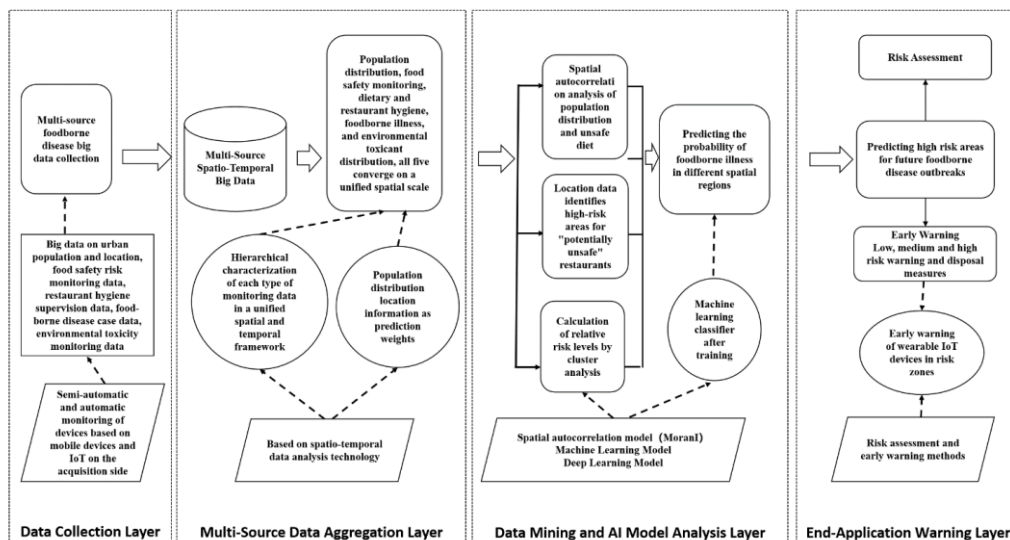 Multi-source
foodborne
disease big
data collection
Big data on urban
population and location,
food safety risk
monitoring data,
restaurant hygiene
supervision data, food-
borne disease case data,
environmental toxicity
monitoring data
Semi-automatic
and automatic
monitoring of
devices based on
mobile devices and
IoT on the
acquisition side
Data Collection Layer
Multi-Source
Spatio-Temporal
Big Data
Population
distribution, food
safety monitoring,
dietary and
restaurant hygiene,
foodborne illness,
and environmental
toxicant
distribution, all five
converge on a
unified spatial scale
Hierarchical
characterization
of each type of
monitoring data
in a unified
spatial and
temporal
framework
Population
distribution
location
information as
prediction
weights
Based on spatio-temporal
data analysis technology
Multi-Source Data Aggregation Layer
Spatial
autocorrelati
on analysis of
population
distribution
and unsafe
diet
Location data
identifies
high-risk
areas for
"potentially
unsafe"
restaurants
Calculation
of relative
risk levels by
cluster
analysis
Predicting the
probability of
foodborne illness
in different spatial
regions
Machine
learning
classifier
after
training
Spatial autocorrelation model (MoranI)
Machine Learning Model
Deep Learning Model
Data Mining and AI Model Analysis Layer
Risk Assessment
Predicting high risk areas
for future foodborne
disease outbreaks
Early Warning
Low, medium and high
risk warning and disposal
measures
Early warning
of wearable IoT
devices in risk
zones
Risk assessment and
early warning methods
End-Application Warning Layer